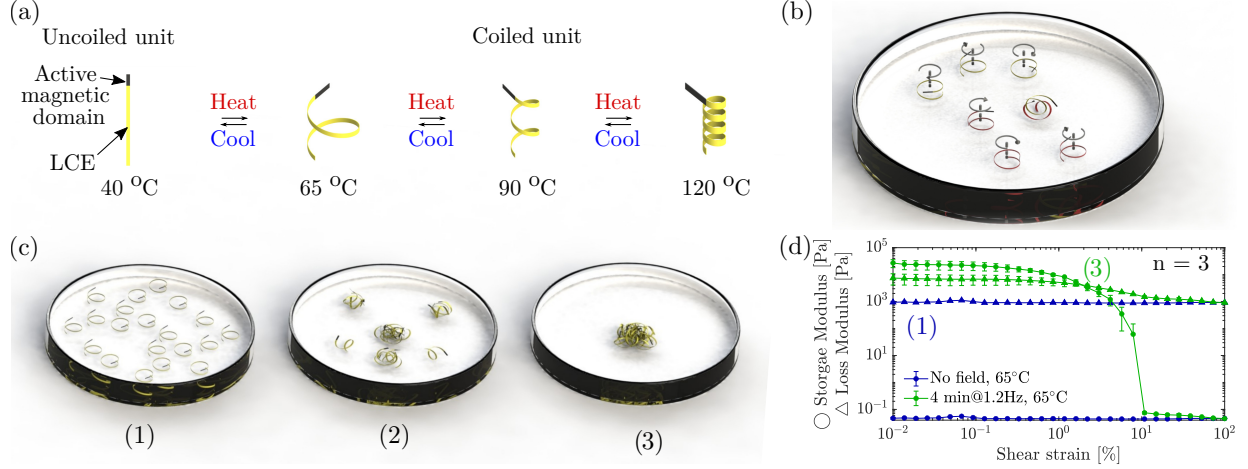 (a)
Uncoiled unit
Coiled unit
Active
magnetic
domain
LCE
Heat
Cool
Heat
Cool
Heat
Cool
40 °C
65 °C
90 °C
120 °C
(b)
(c)
(1)
(2)
(3)
(d)
○ Storgae Modulus [Pa]
△ Loss Modulus [Pa]
10⁵
10³
10¹
10⁻¹
(3)
n = 3
(1)
No field, 65°C
4 min@1.2Hz, 65°C
10⁻²
10⁻¹
10⁰
10¹
10²
Shear strain [%]